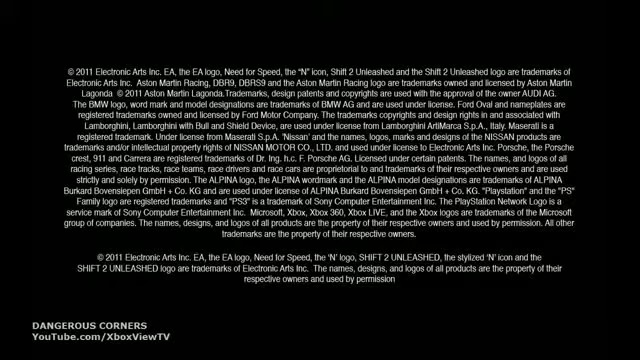 © 2011 Electronic Arts Inc. EA, the EA logo, Need for Speed, the "N" icon, Shift 2 Unleashed and the Shift 2 Unleashed logo are trademarks of
Electronic Arts Inc. Aston Martin Racing, DBR9, DBRS9 and the Aston Martin Racing logo are trademarks owned and licensed by Aston Martin
Lagonda © 2011 Aston Martin Lagonda.Trademarks, design patents and copyrights are used with the approval of the owner AUDI AG.
The BMW logo, word mark and model designations are trademarks of BMW AG and are used under license. Ford Oval and nameplates are
registered trademarks owned and licensed by Ford Motor Company. The trademarks copyrights and design rights in and associated with
Lamborghini, Lamborghini with Bull and Shield Device, are used under license from Lamborghini ArtiMarca S.p.A., Italy. Maserati is a
registered trademark. Under license from Maserati S.p.A. 'Nissan' and the names, logos, marks and designs of the NISSAN products are
trademarks and/or intellectual property rights of NISSAN MOTOR CO., LTD. and used under license to Electronic Arts Inc. Porsche, the Porsche
crest, 911 and Carrera are registered trademarks of Dr. Ing. h.c. F. Porsche AG. Licensed under certain patents. The names, and logos of all
racing series, race tracks, race teams, race drivers and race cars are proprietorial to and trademarks of their respective owners and are used
strictly and solely by permission. The ALPINA logo, the ALPINA wordmark and the ALPINA model designations are trademarks of ALPINA
Burkard Bovensiepen GmbH + Co. KG and are used under license of ALPINA Burkard Bovensiepen GmbH + Co. KG. "Playstation" and the "PS"
Family logo are registered trademarks and "PS3" is a trademark of Sony Computer Entertainment Inc. The PlayStation Network Logo is a
service mark of Sony Computer Entertainment Inc. Microsoft, Xbox, Xbox 360, Xbox LIVE, and the Xbox logos are trademarks of the Microsoft
group of companies. The names, designs, and logos of all products are the property of their respective owners and used by permission. All other
trademarks are the property of their respective owners.
© 2011 Electronic Arts Inc. EA, the EA logo, Need for Speed, the 'N' logo, SHIFT 2 UNLEASHED, the stylized 'N' icon and the
SHIFT 2 UNLEASHED logo are trademarks of Electronic Arts Inc. The names, designs, and logos of all products are the property of their
respective owners and used by permission
DANGEROUS CORNERS
YouTube.com/XboxViewTV